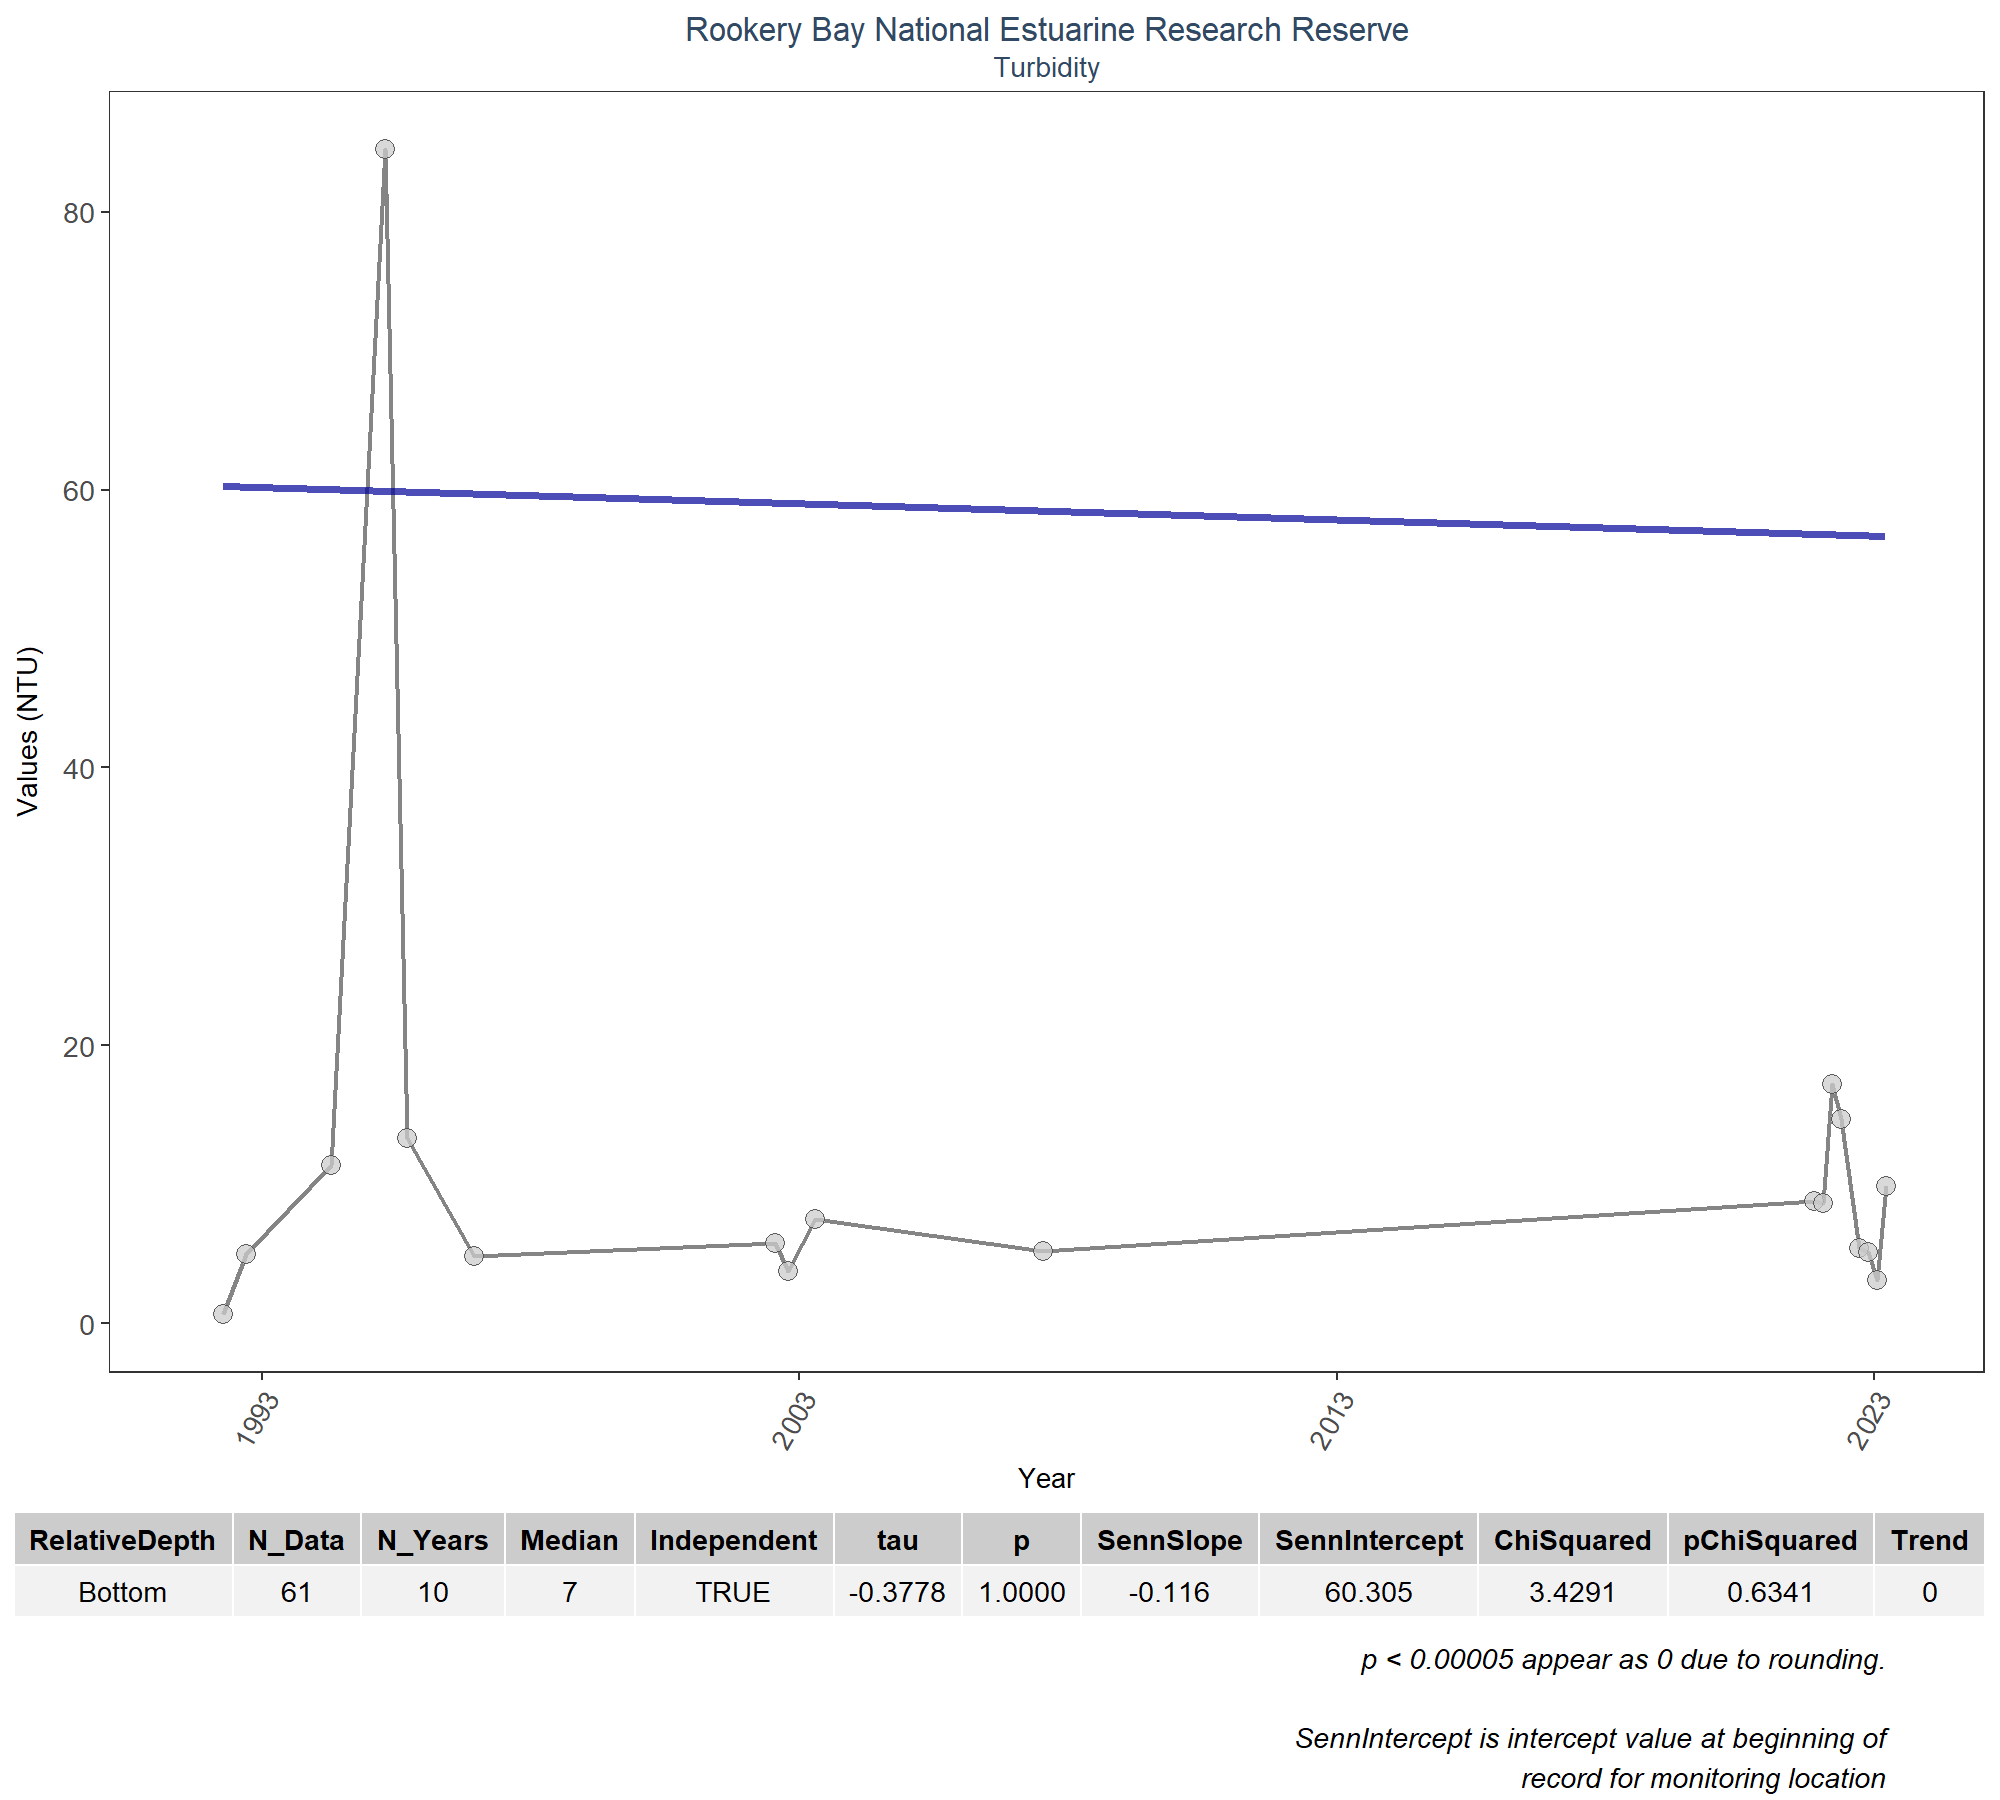 Rookery Bay National Estuarine Research Reserve
Turbidity
80
60
40
20
0
Values (NTU)
1993
2003
2013
2023
Year
RelativeDepth N_Data N_Years Median Independent tau p SennSlope SennIntercept ChiSquared pChiSquared Trend
Bottom 61 10 7 TRUE -0.3778 1.0000 -0.116 60.305 3.4291 0.6341 0
p < 0.00005 appear as 0 due to rounding.
SennIntercept is intercept value at beginning of
record for monitoring location